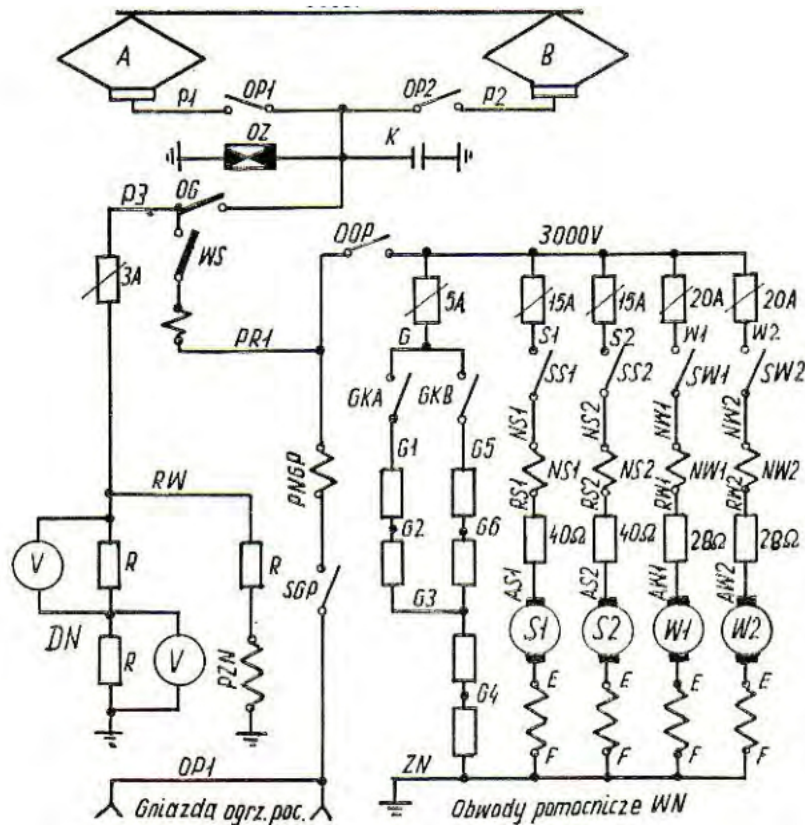 A
B
P1
OP1
OP2
P2
OZ
K
P3
OG
WS
3A
OOP
3000V
5A
15A
15A
20A
20A
G
S1
S2
W1
W2
GKA
GKB
SS1
SS2
SW1
SW2
PR1
NS1
NS2
NW1
NW2
G1
G5
PNGP
NS1
NS2
NW1
NW2
RW
RS1
RS2
RW1
RW2
G2
G6
40Ω
40Ω
28Ω
28Ω
V
R
R
SGP
G3
AS1
AS2
AW1
AW2
S1
S2
W1
W2
DN
R
V
PZN
G4
E
E
E
E
F
F
F
F
OP1
ZN
Gniazda ogrz.poc.
Obwody pomocnicze WN